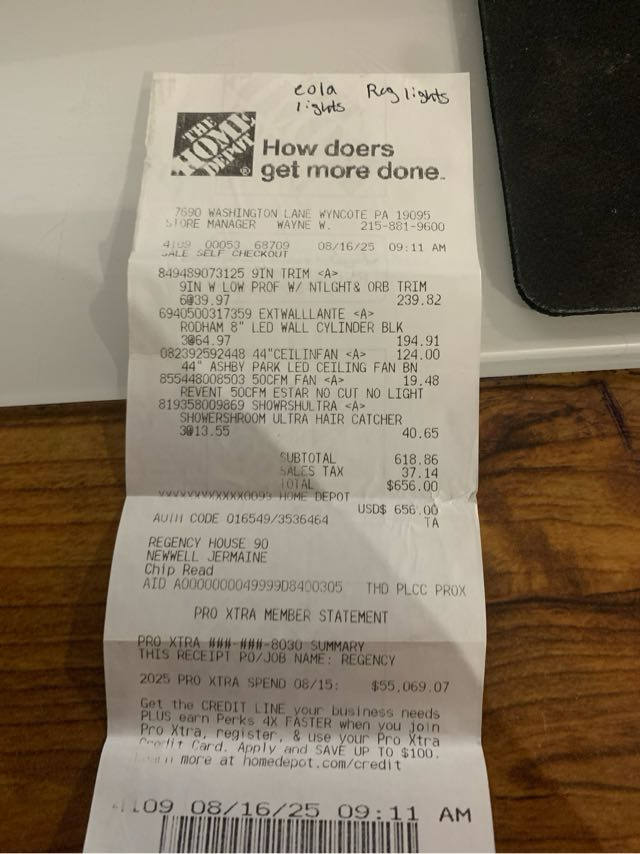 eola Reg lights
lights
THE
HOME
DEPOT
®
How doers
get more done™
7690 WASHINGTON LANE WYNCOTE PA 19095
STORE MANAGER WAYNE W. 215-881-9600
4109 00053 68709 08/16/25 09:11 AM
SALE SELF CHECKOUT
849489073125 9IN TRIM <A>
9IN W LOW PROF W/ NTLGHT& ORB TRIM
6@39.97 239.82
6940500317359 EXTWALLLANTE <A>
RODHAM 8" LED WALL CYLINDER BLK
3@64.97 194.91
082392592448 44"CEILINFAN <A> 124.00
44" ASHBY PARK LED CEILING FAN BN
855448008503 50CFM FAN <A> 19.48
REVENT 50CFM ESTAR NO CUT NO LIGHT
819358009869 SHOWRSHULTRA <A>
SHOWERSHROOM ULTRA HAIR CATCHER
3@13.55 40.65
SUBTOTAL 618.86
SALES TAX 37.14
TOTAL $656.00
XXXXXXXXXXXX0093 HOME DEPOT
USD$ 656.00
AUTH CODE 016549/3536464 TA
REGENCY HOUSE 90
NEWWELL JERMAINE
Chip Read
AID A0000000049999D8400305 THD PLCC PROX
PRO XTRA MEMBER STATEMENT
PRO XTRA ###-###-8030 SUMMARY
THIS RECEIPT PO/JOB NAME: REGENCY
2025 PRO XTRA SPEND 08/15: $55,069.07
Get the CREDIT LINE your business needs
PLUS earn Perks 4X FASTER when you join
Pro Xtra, register, & use your Pro Xtra
Credit Card. Apply and SAVE UP TO $100.
Learn more at homedepot.com/credit
4109 08/16/25 09:11 AM